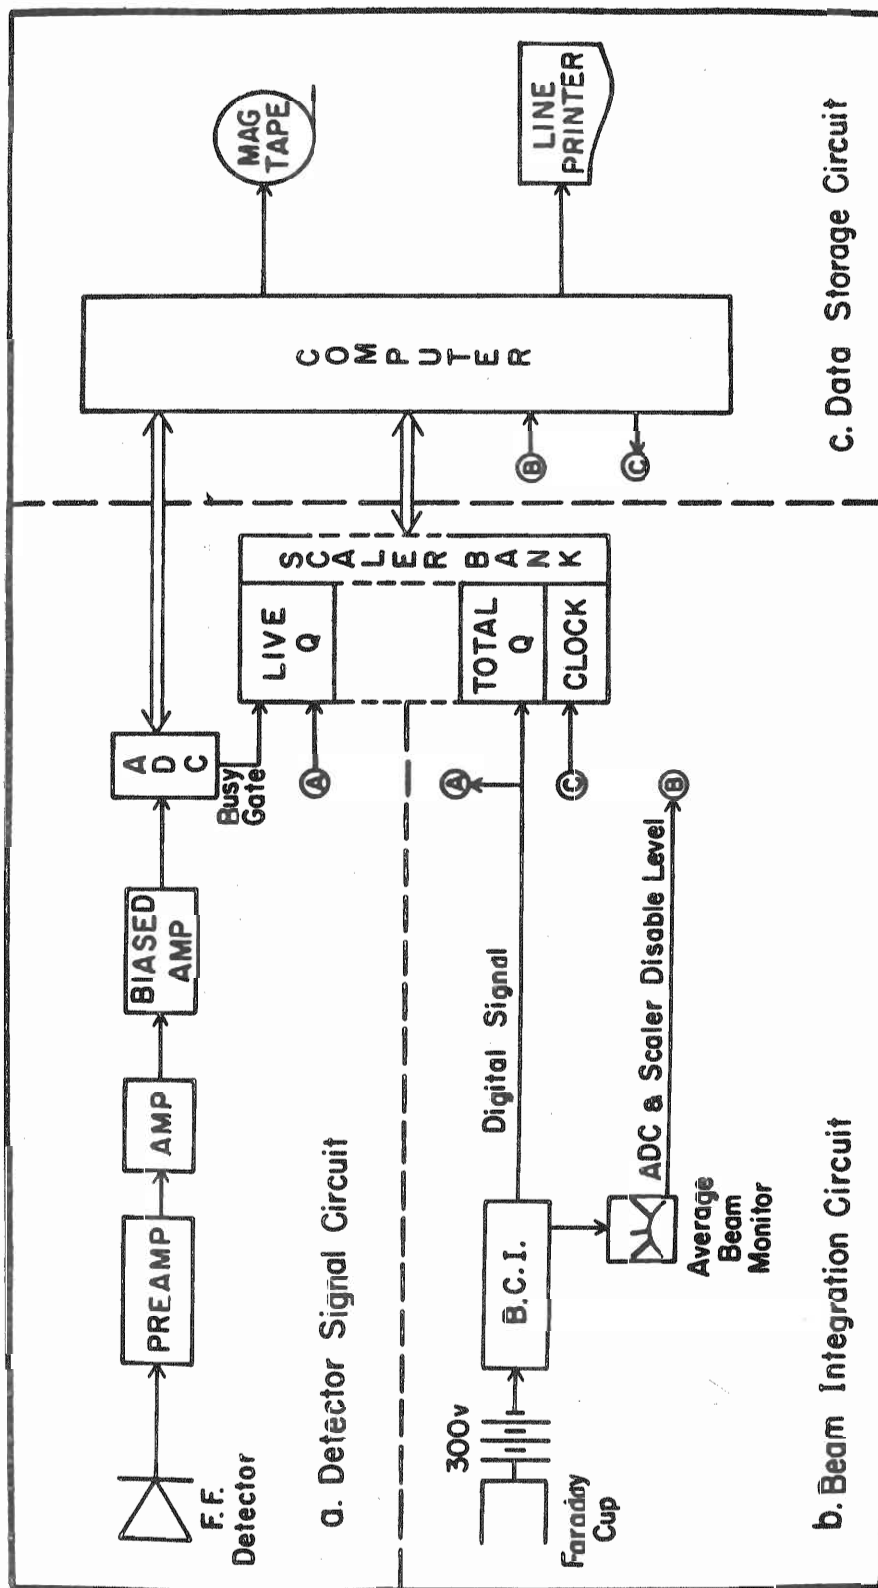 F. F.
Detector
PREAMP
AMP
BIASED
AMP
ADC
Busy
Gate
LIVE
Q
A
SCALER BANK
a. Detector Signal Circuit
Faraday
Cup
300v
B.C.I.
Digital Signal
A
TOTAL
Q
CLOCK
C
Average
Beam
Monitor
ADC & Scaler Disable Level
B
b. Beam Integration Circuit
COMPUTER
B
C
MAG
TAPE
LINE
PRINTER
c. Data Storage Circuit